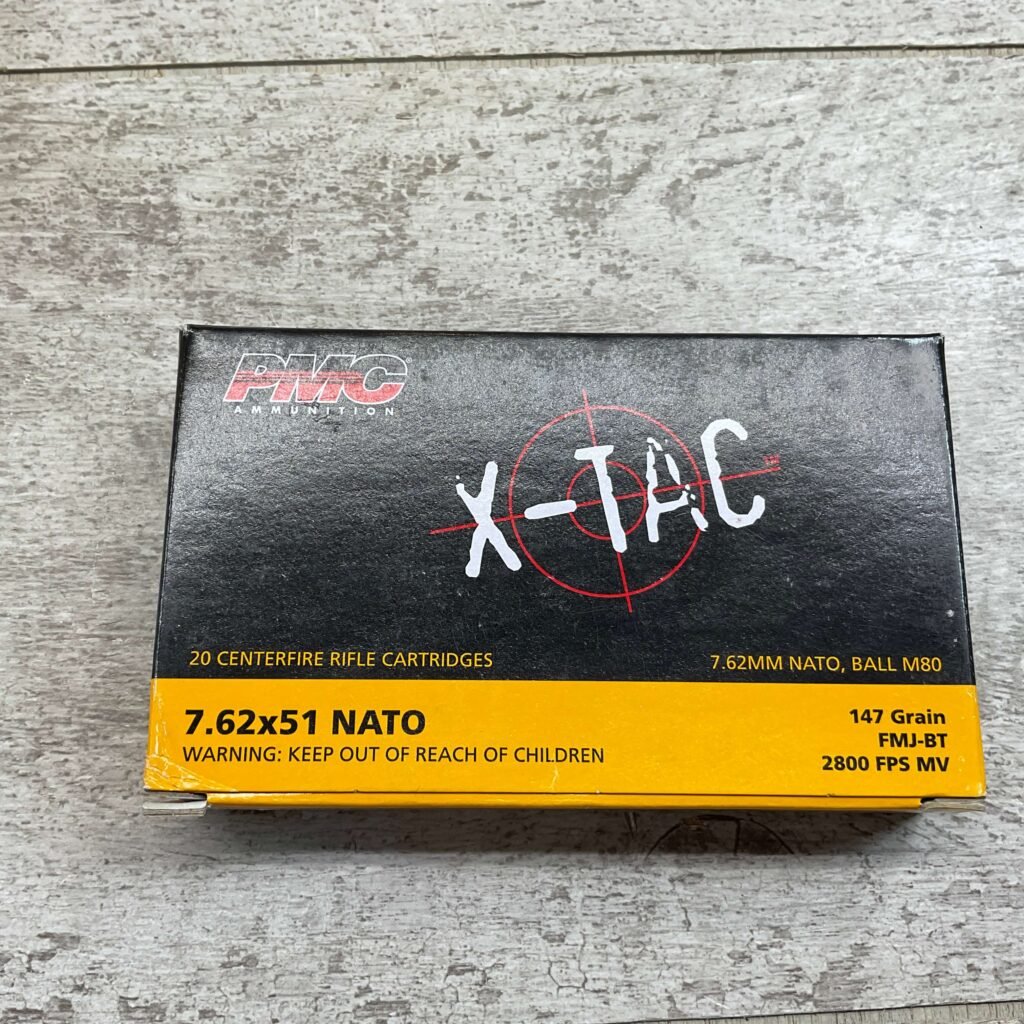 PMC
AMMUNITION
X-TAC
20 CENTERFIRE RIFLE CARTRIDGES
7.62MM NATO, BALL M80
7.62x51 NATO
WARNING: KEEP OUT OF REACH OF CHILDREN
147 Grain
FMJ-BT
2800 FPS MV